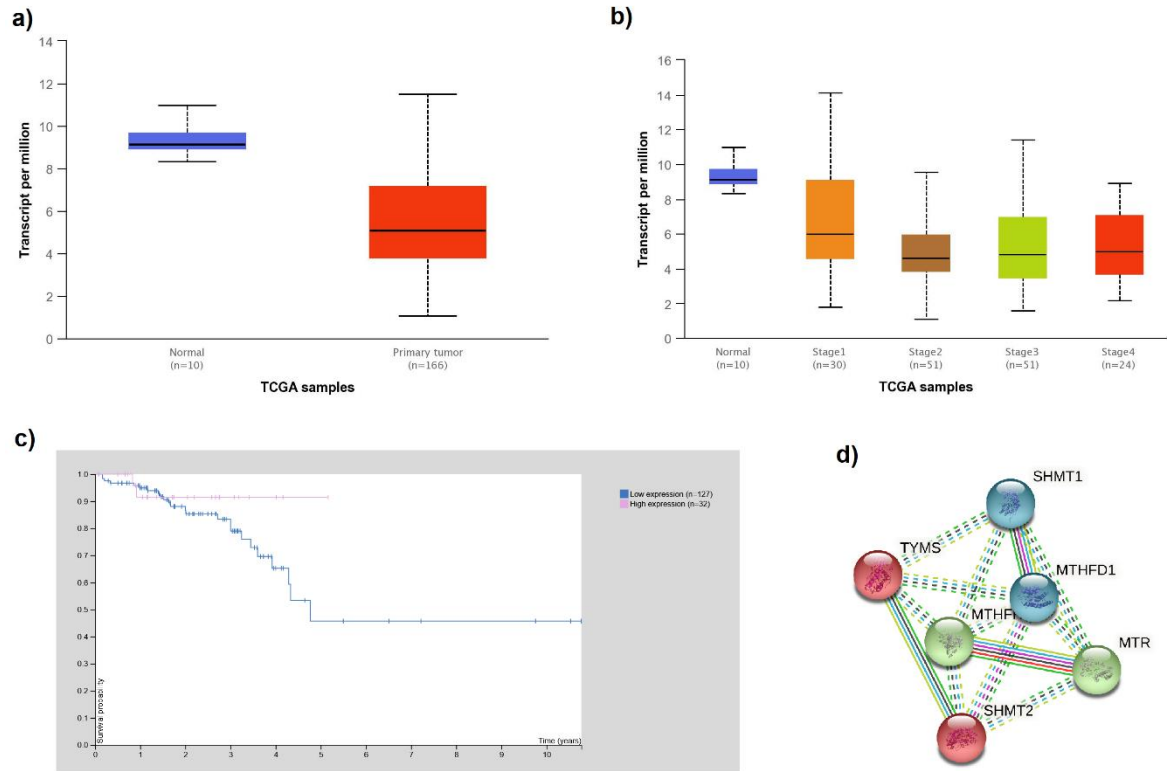 a)
14
12
10
8
6
4
2
0
Transcript per million
Normal
(n=10)
Primary tumor
(n=166)
TCGA samples
b)
16
14
12
10
8
6
4
2
0
Transcript per million
Normal
(n=10)
Stage1
(n=30)
Stage2
(n=51)
Stage3
(n=51)
Stage4
(n=24)
TCGA samples
c)
1.0
0.9
0.8
0.7
0.6
0.5
0.4
0.3
0.2
0.1
0.0
Survival probability
0 1 2 3 4 5 6 7 8 9 10
Time (years)
Low expression (n=127)
High expression (n=32)
d)
SHMT1
TYMS
MTHFD1
MTHF
MTR
SHMT2